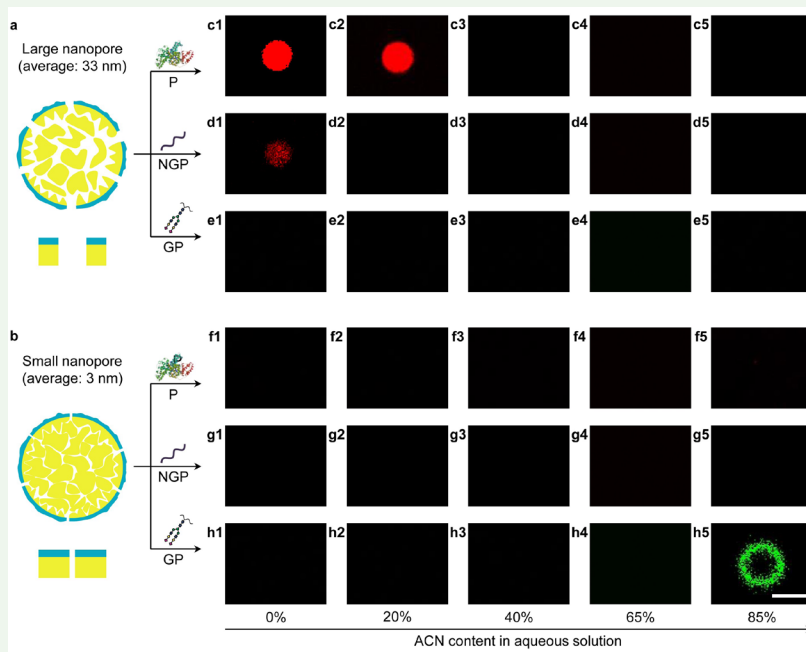 a
Large nanopore
(average: 33 nm)
P
NGP
GP
c1 c2 c3 c4 c5
d1 d2 d3 d4 d5
e1 e2 e3 e4 e5
b
Small nanopore
(average: 3 nm)
P
NGP
GP
f1 f2 f3 f4 f5
g1 g2 g3 g4 g5
h1 h2 h3 h4 h5
0% 20% 40% 65% 85%
ACN content in aqueous solution